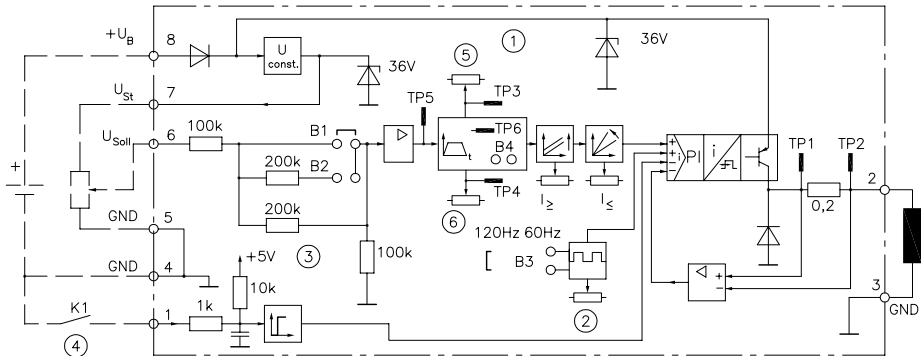 +U_B 8
U const.
36V
①
36V
U_St 7
⑤
TP5
TP3
U_Soll 6 100k
B1
TP6
B4
t
200k
B2
TP4
200k
⑥
I≥
I≤
+ + i −
PI
i
TP1
TP2
2
0,2
+
GND 5
③
120Hz 60Hz
B3
100k
GND 4
+5V
10k
②
+
−
3
GND
K1
1
1k
④